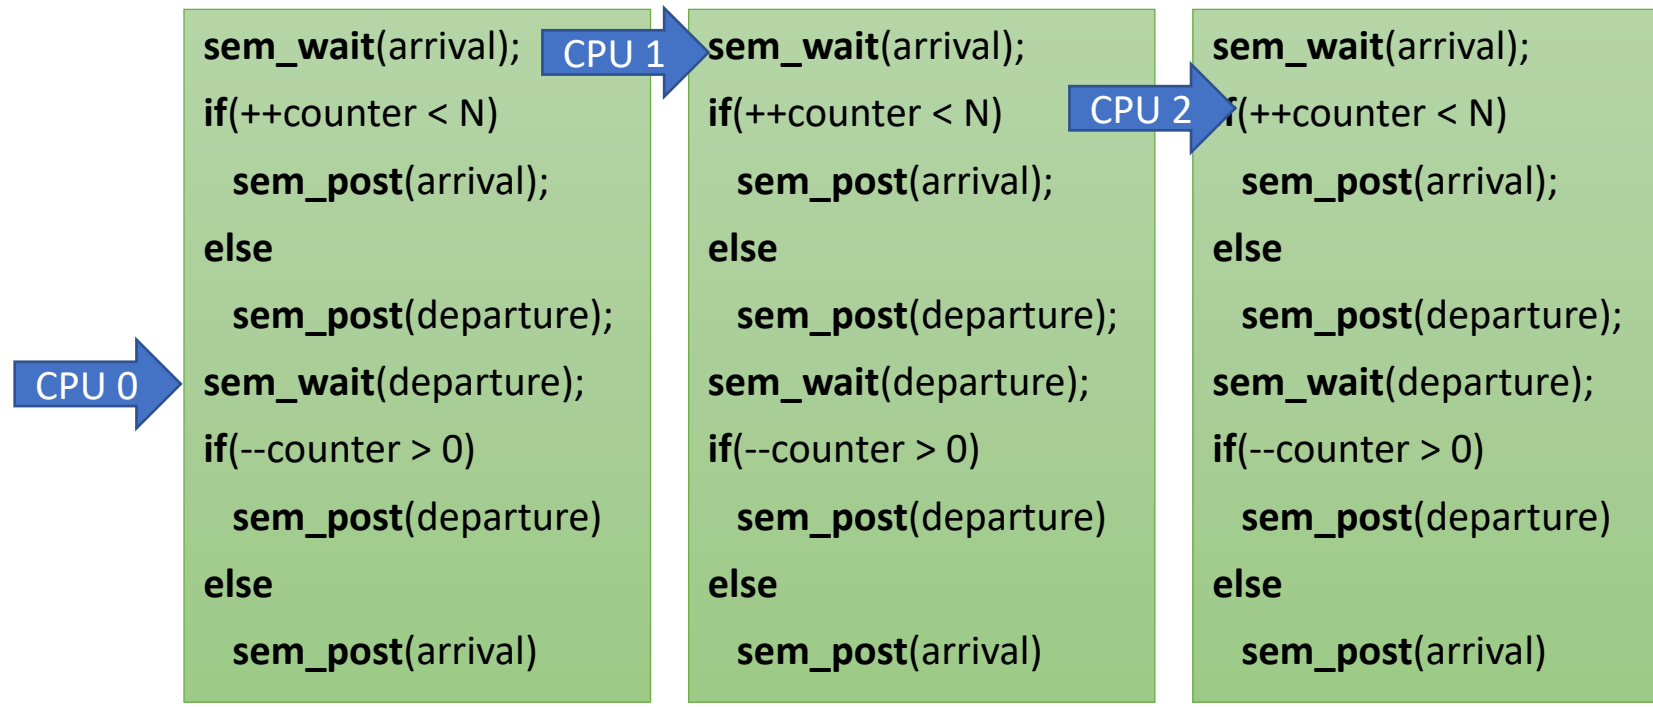 sem_wait(arrival);
if(++counter < N)
sem_post(arrival);
else
sem_post(departure);
sem_wait(departure);
if(--counter > 0)
sem_post(departure)
else
sem_post(arrival)
CPU 0
CPU 1
sem_wait(arrival);
if(++counter < N)
sem_post(arrival);
else
sem_post(departure);
sem_wait(departure);
if(--counter > 0)
sem_post(departure)
else
sem_post(arrival)
CPU 2
sem_wait(arrival);
if(++counter < N)
sem_post(arrival);
else
sem_post(departure);
sem_wait(departure);
if(--counter > 0)
sem_post(departure)
else
sem_post(arrival)